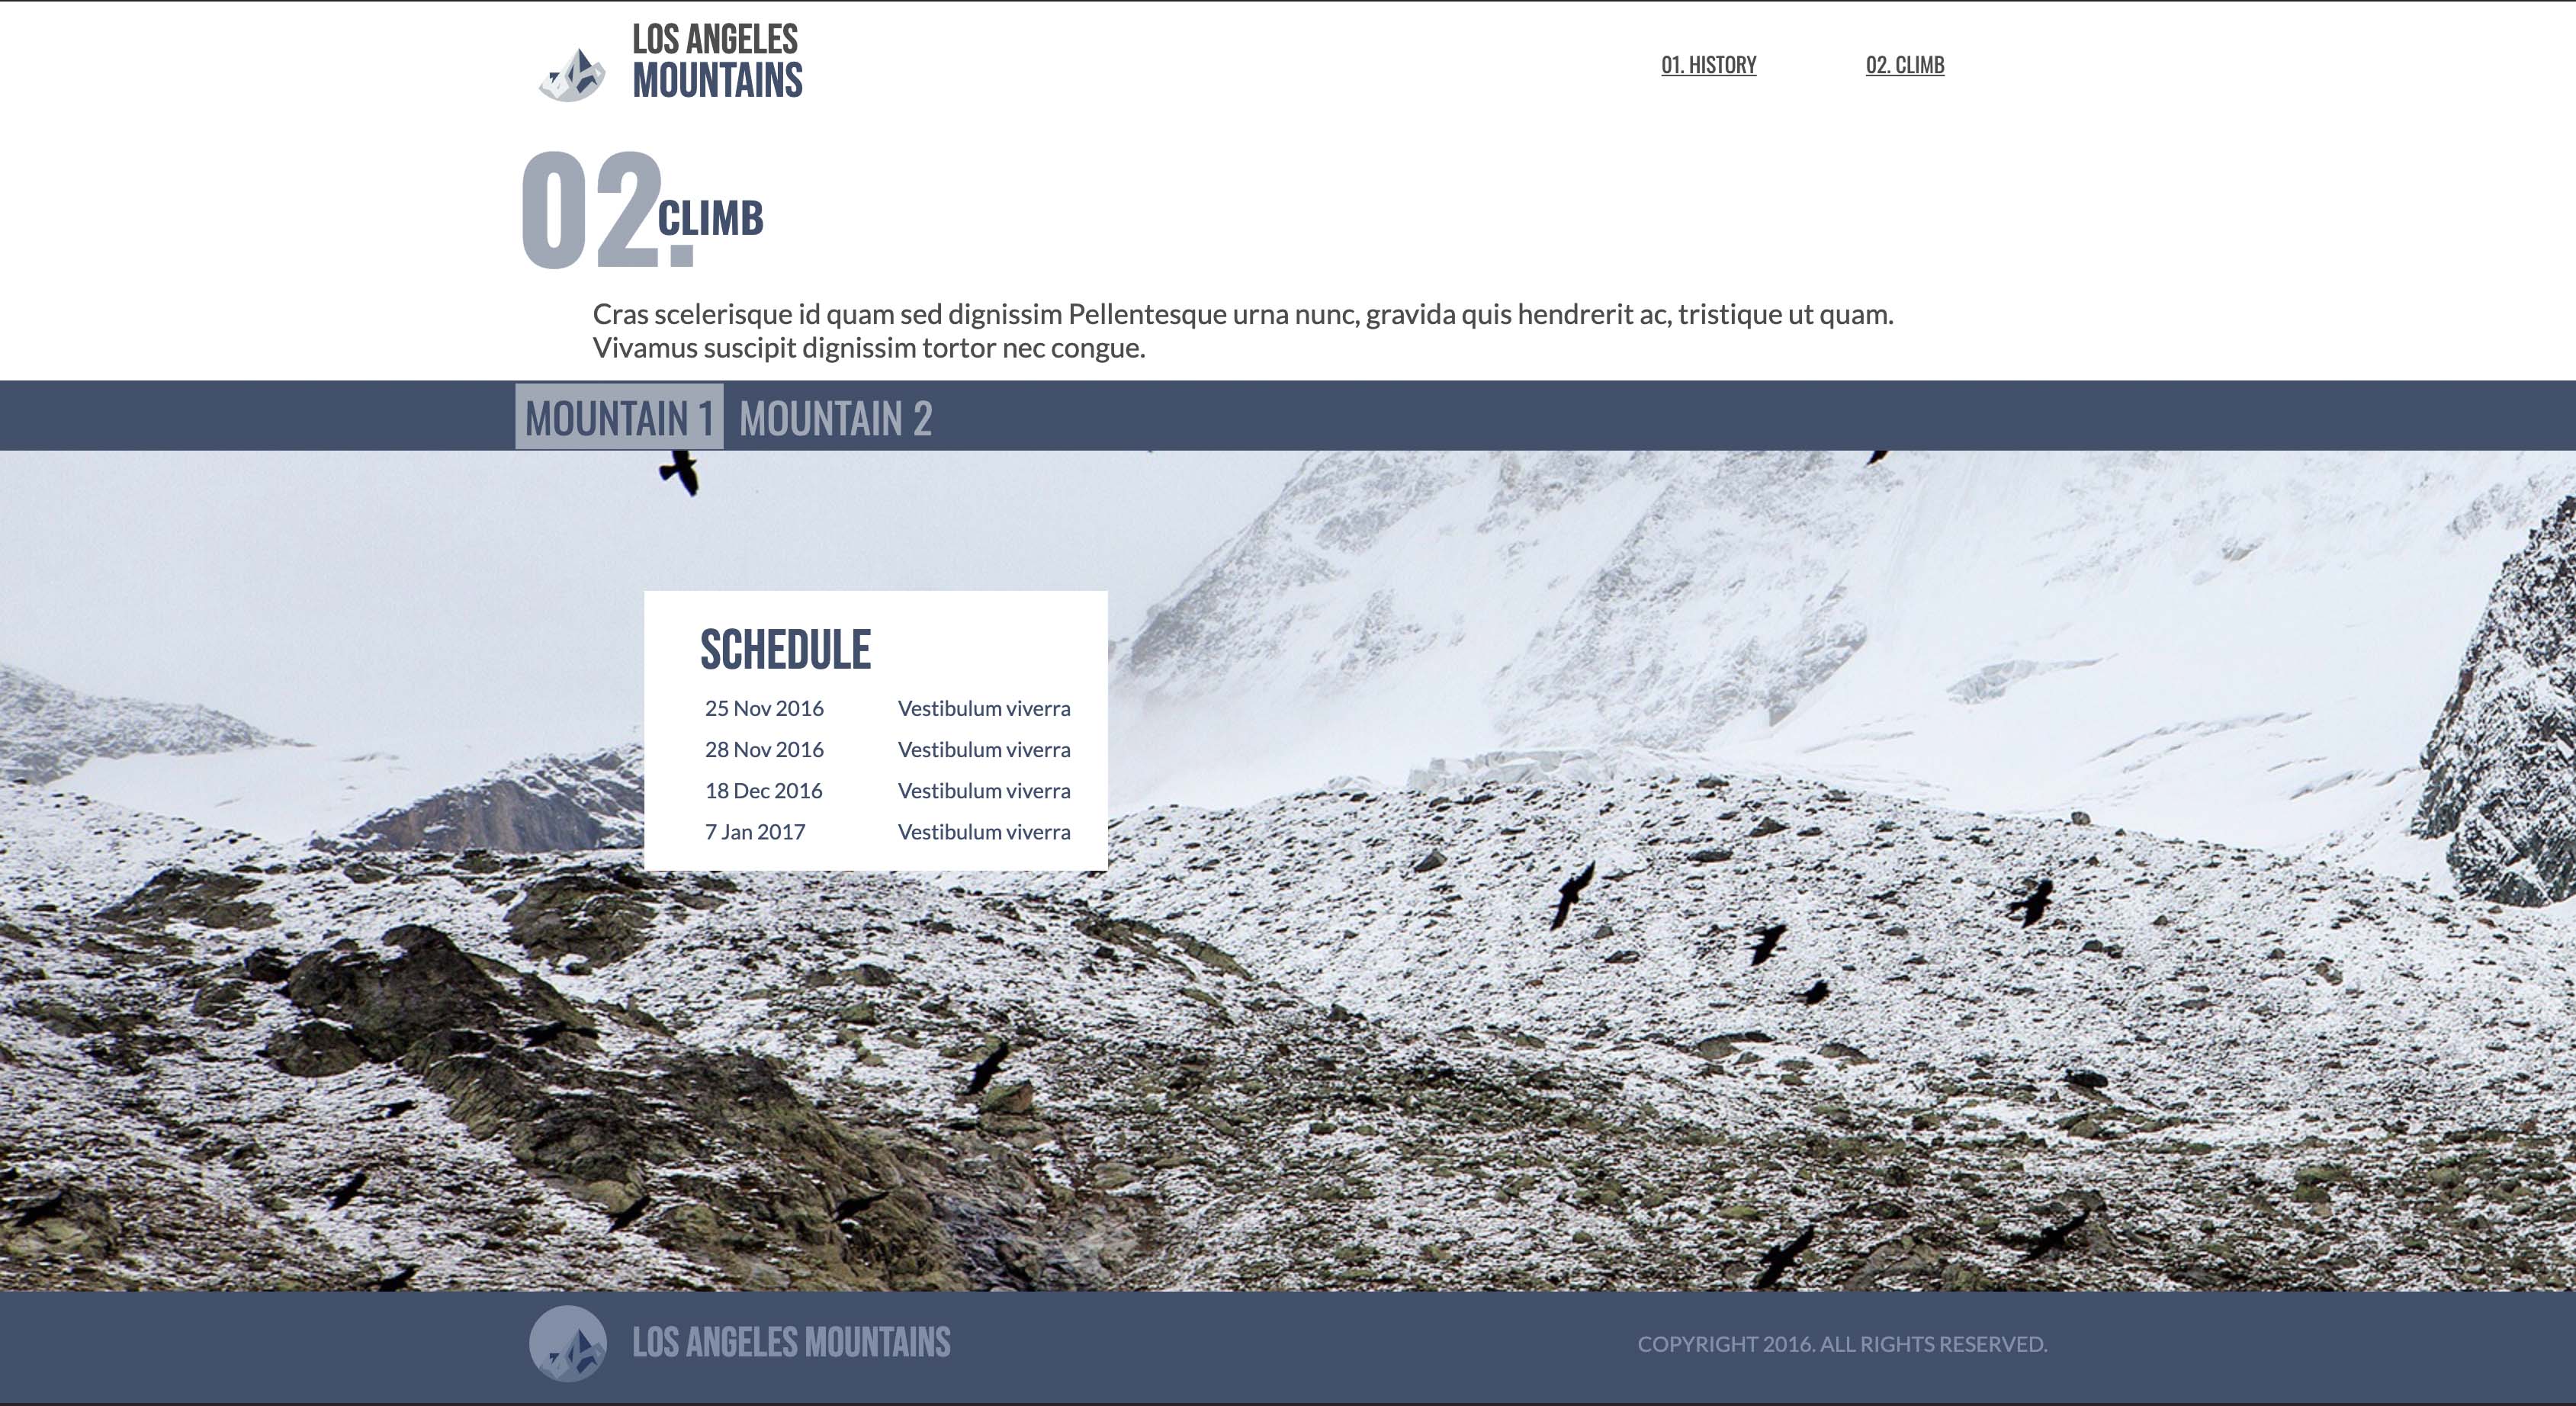 LOS ANGELES
MOUNTAINS
01. HISTORY
02. CLIMB
02.
CLIMB
Cras scelerisque id quam sed dignissim Pellentesque urna nunc, gravida quis hendrerit ac, tristique ut quam.
Vivamus suscipit dignissim tortor nec congue.
MOUNTAIN 1
MOUNTAIN 2
SCHEDULE
25 Nov 2016 Vestibulum viverra
28 Nov 2016 Vestibulum viverra
18 Dec 2016 Vestibulum viverra
7 Jan 2017 Vestibulum viverra
LOS ANGELES MOUNTAINS
COPYRIGHT 2016. ALL RIGHTS RESERVED.